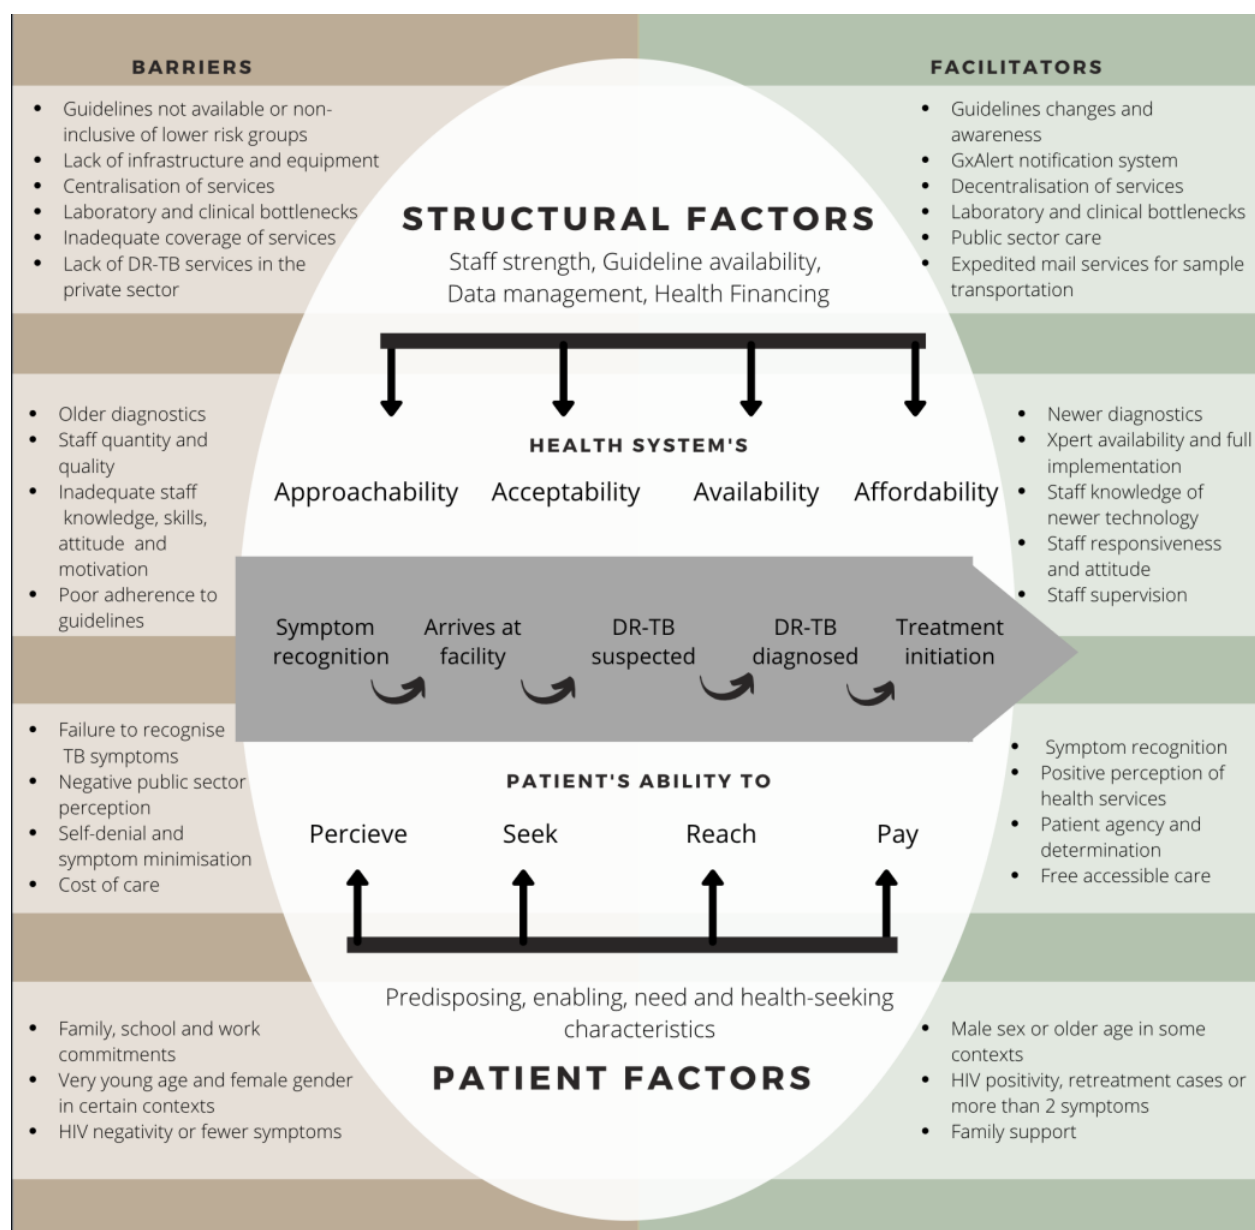 BARRIERS
• Guidelines not available or non-
inclusive of lower risk groups
• Lack of infrastructure and equipment
• Centralisation of services
• Laboratory and clinical bottlenecks
• Inadequate coverage of services
• Lack of DR-TB services in the
private sector
FACILITATORS
• Guidelines changes and
awareness
• GxAlert notification system
• Decentralisation of services
• Laboratory and clinical bottlenecks
• Public sector care
• Expedited mail services for sample
transportation
STRUCTURAL FACTORS
Staff strength, Guideline availability,
Data management, Health Financing
• Older diagnostics
• Staff quantity and
quality
• Inadequate staff
knowledge, skills,
attitude and
motivation
• Poor adherence to
guidelines
HEALTH SYSTEM'S
Approachability Acceptability Availability Affordability
• Newer diagnostics
• Xpert availability and full
implementation
• Staff knowledge of
newer technology
• Staff responsiveness
and attitude
• Staff supervision
Symptom
recognition
Arrives at
facility
DR-TB
suspected
DR-TB
diagnosed
Treatment
initiation
• Failure to recognise
TB symptoms
• Negative public sector
perception
• Self-denial and
symptom minimisation
• Cost of care
PATIENT'S ABILITY TO
Percieve Seek Reach Pay
• Symptom recognition
• Positive perception of
health services
• Patient agency and
determination
• Free accessible care
Predisposing, enabling, need and health-seeking
characteristics
PATIENT FACTORS
• Family, school and work
commitments
• Very young age and female gender
in certain contexts
• HIV negativity or fewer symptoms
• Male sex or older age in some
contexts
• HIV positivity, retreatment cases or
more than 2 symptoms
• Family support